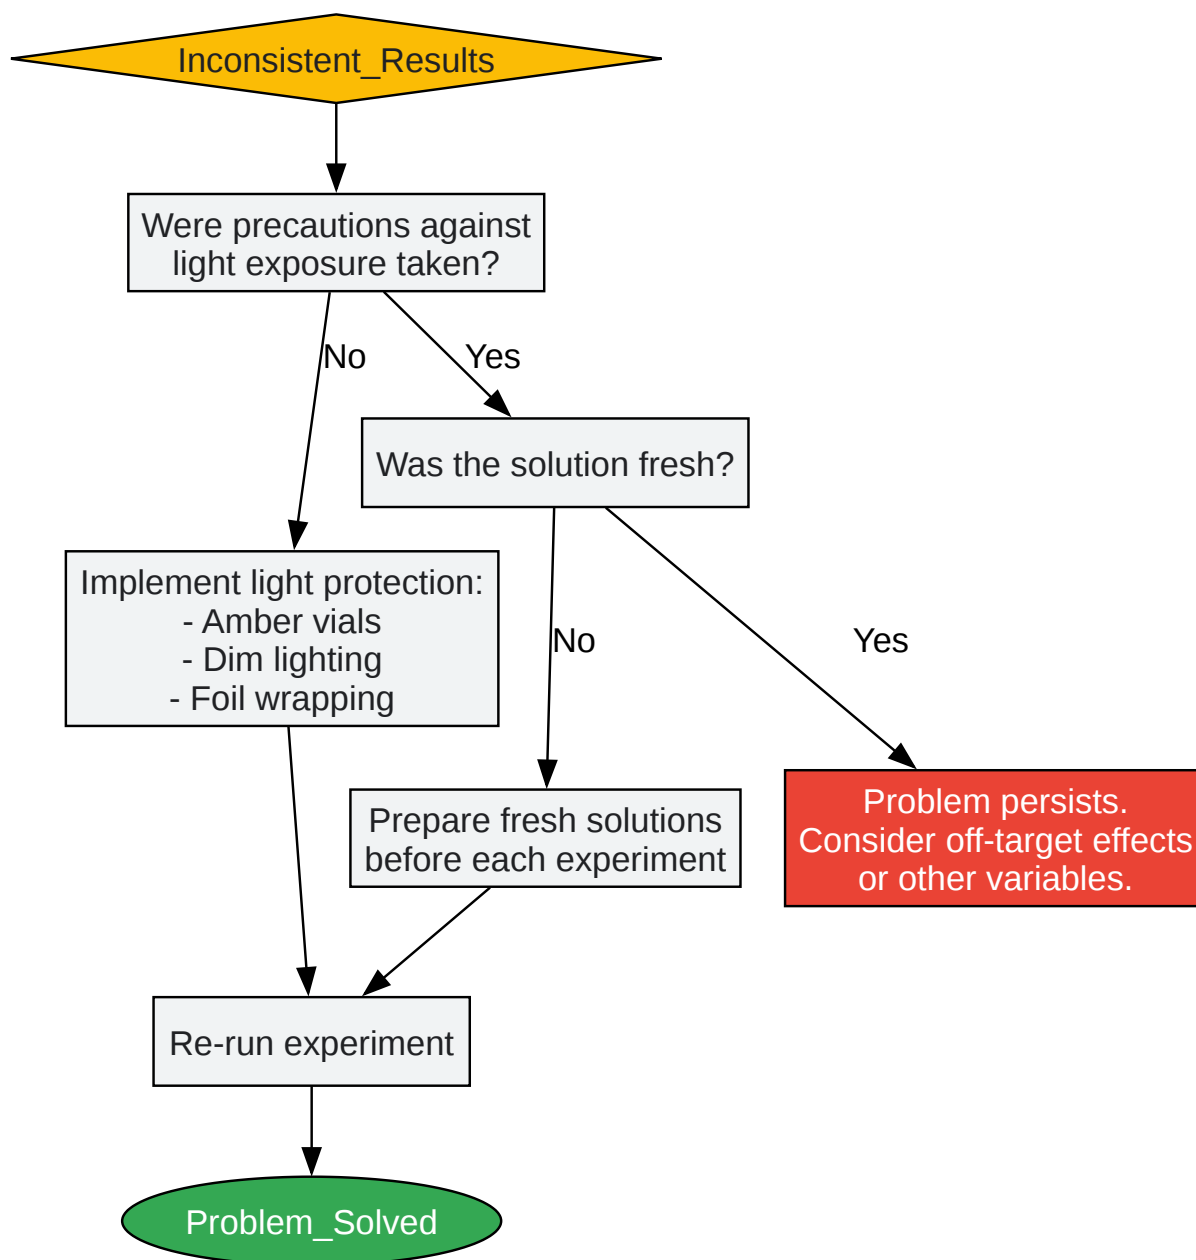 Inconsistent_Results
Were precautions against
light exposure taken?
No
Yes
Was the solution fresh?
Implement light protection:
- Amber vials
- Dim lighting
- Foil wrapping
No
Yes
Prepare fresh solutions
before each experiment
Problem persists.
Consider off-target effects
or other variables.
Re-run experiment
Problem_Solved